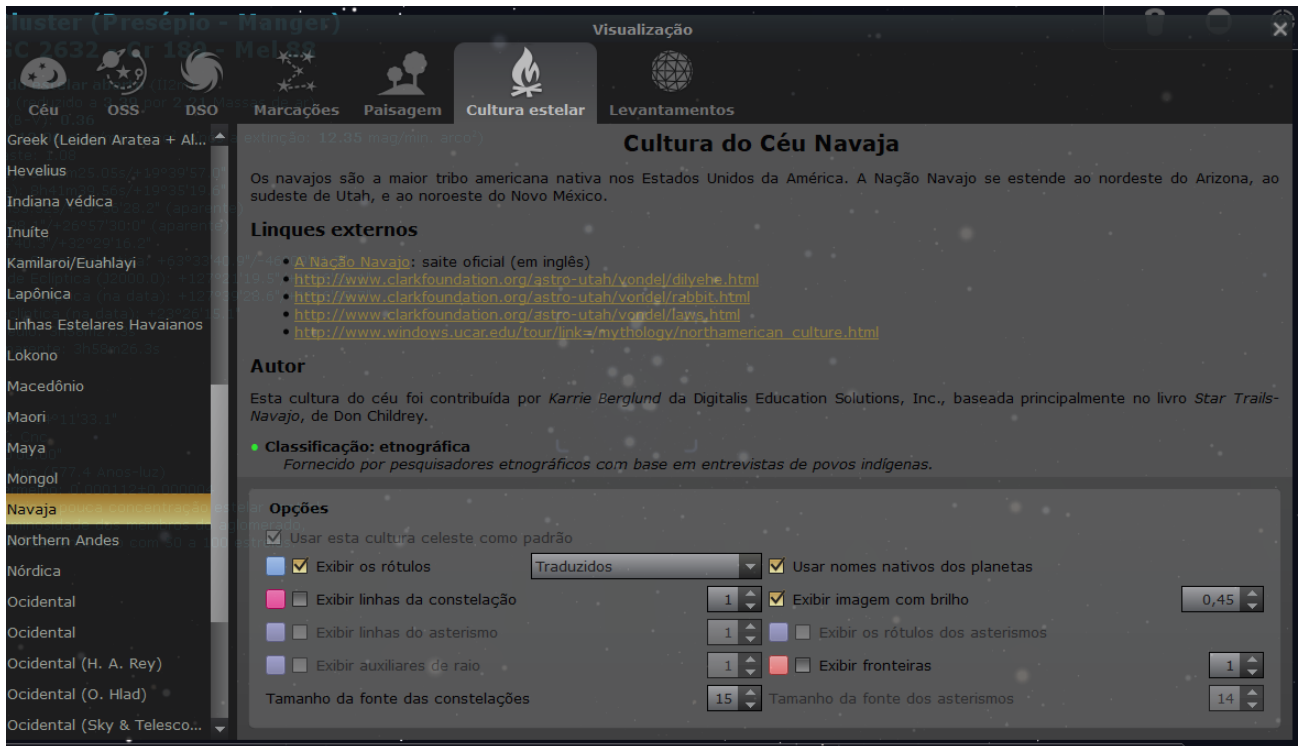 Cluster (Presépio - Manges)
NGC 2632 - Cr 189 - Mel 88
Visualização
Céu
OSS
DSO
Marcações
Paisagem
Cultura estelar
Levantamentos
Greek (Leiden Aratea + Al...
Hevelius
Indiana védica
Inuíte
Kamilaroi/Euahlayi
Lapônica
Linhas Estelares Havaianos
Lokono
Macedônio
Maori
Maya
Mongol
Navaja
Northern Andes
Nórdica
Ocidental
Ocidental
Ocidental (H. A. Rey)
Ocidental (O. Hlad)
Ocidental (Sky & Telesco...
Cultura do Céu Navaja
Os navajos são a maior tribo americana nativa nos Estados Unidos da América. A Nação Navajo se estende ao nordeste do Arizona, ao
sudeste de Utah, e ao noroeste do Novo México.
Linques externos
• A Nação Navajo: saite oficial (em inglês)
• http://www.clarkfoundation.org/astro-utah/vondel/dilyehe.html
• http://www.clarkfoundation.org/astro-utah/vondel/rabbit.html
• http://www.clarkfoundation.org/astro-utah/vondel/laws.html
• http://www.windows.ucar.edu/tour/link=/mythology/northamerican_culture.html
Autor
Esta cultura do céu foi contribuída por Karrie Berglund da Digitalis Education Solutions, Inc., baseada principalmente no livro Star Trails-
Navajo, de Don Childrey.
• Classificação: etnográfica
Fornecido por pesquisadores etnográficos com base em entrevistas de povos indígenas.
Opções
Usar esta cultura celeste como padrão
Exibir os rótulos
Traduzidos
Usar nomes nativos dos planetas
Exibir linhas da constelação
1
Exibir imagem com brilho
0,45
Exibir linhas do asterismo
1
Exibir os rótulos dos asterismos
Exibir auxiliares de raio
1
Exibir fronteiras
1
Tamanho da fonte das constelações
15
Tamanho da fonte dos asterismos
14